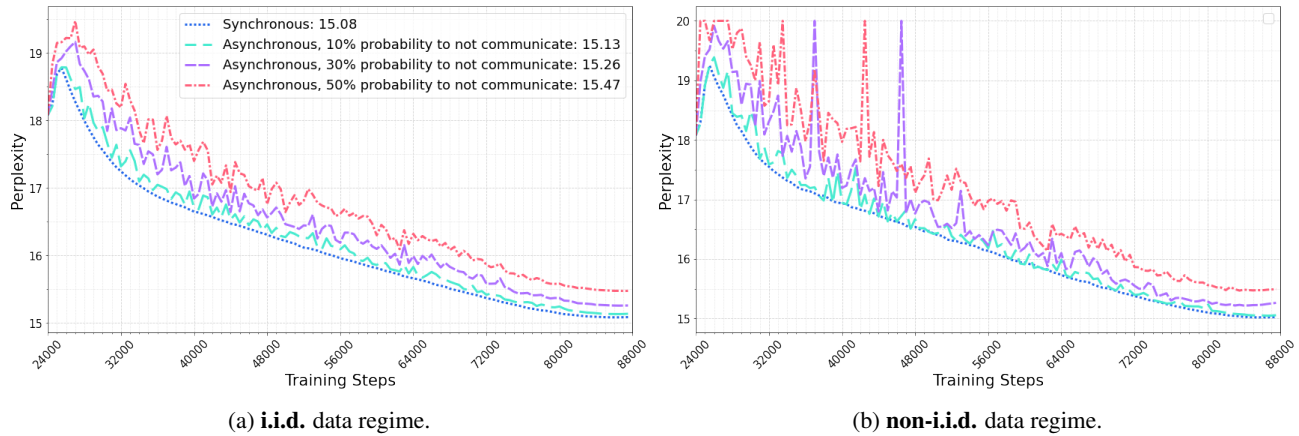 Synchronous: 15.08
Asynchronous, 10% probability to not communicate: 15.13
Asynchronous, 30% probability to not communicate: 15.26
Asynchronous, 50% probability to not communicate: 15.47
Perplexity
19
18
17
16
15
24000 32000 40000 48000 56000 64000 72000 80000 88000
Training Steps
(a) i.i.d. data regime.
Perplexity
20
19
18
17
16
15
24000 32000 40000 48000 56000 64000 72000 80000 88000
Training Steps
(b) non-i.i.d. data regime.